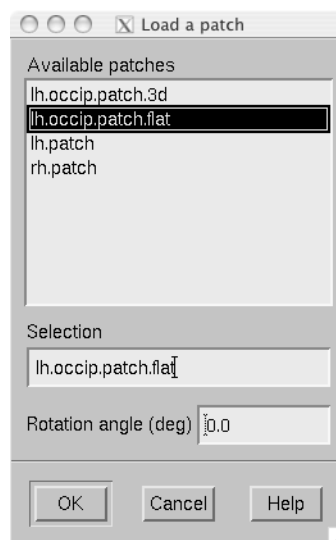 Load a patch
Available patches
lh.occip.patch.3d
lh.occip.patch.flat
lh.patch
rh.patch
Selection
lh.occip.patch.flat
Rotation angle (deg) 0.0
OK Cancel Help